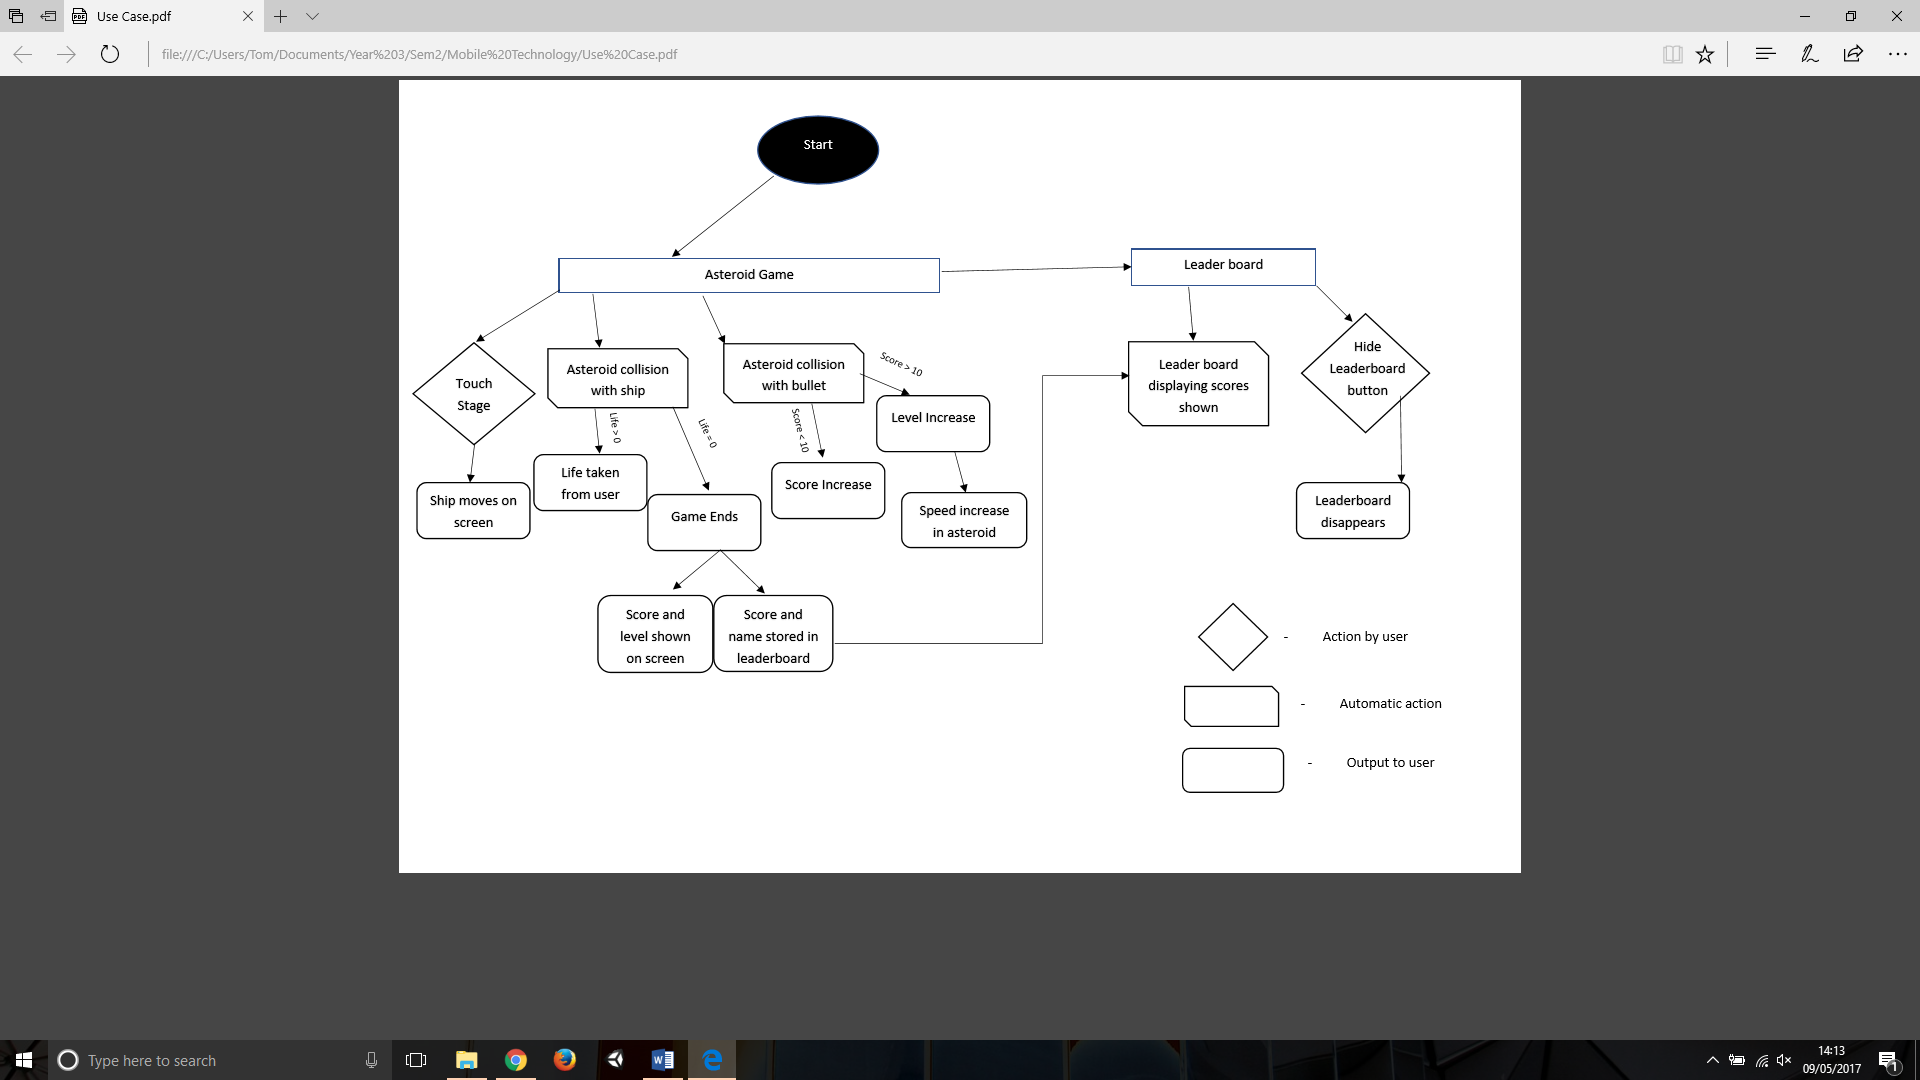 Use Case.pdf
file:///C:/Users/Tom/Documents/Year%203/Sem2/Mobile%20Technology/Use%20Case.pdf
Start
Asteroid Game
Leader board
Touch
Stage
Asteroid collision
with ship
Asteroid collision
with bullet
Score > 10
Leader board
displaying scores
shown
Hide
Leaderboard
button
Life > 0
Life = 0
Score < 10
Level Increase
Ship moves on
screen
Life taken
from user
Game Ends
Score Increase
Speed increase
in asteroid
Leaderboard
disappears
Score and
level shown
on screen
Score and
name stored in
leaderboard
- Action by user
- Automatic action
- Output to user
Type here to search
14:13
09/05/2017
1